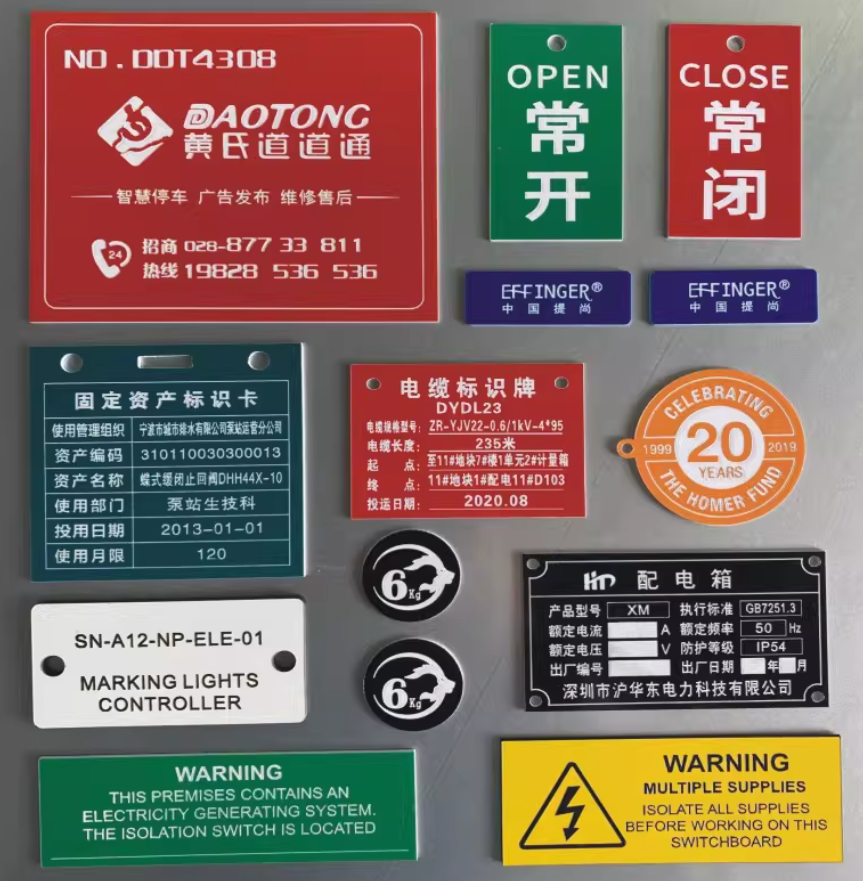 NO.DDT4308
DAOTONG
黄氏道道通
智慧停车 广告发布 维修售后
24
招商 028-877 33 811
热线 19828 536 536
OPEN
常
开
CLOSE
常
闭
EFFINGER®
中国提尚
EFFINGER®
中国提尚
固定资产标识卡
使用管理组织 宁波市城市排水有限公司泵站运营分公司
资产编码 310110030300013
资产名称 蝶式缓闭止回阀DHH44X-10
使用部门 泵站生技科
投用日期 2013-01-01
使用月限 120
电缆标识牌
DYDL23
电缆规格型号: ZR-YJV22-0.6/1kV-4*95
电缆长度: 235米
起 点: 至11#地块7#楼1单元2#计量箱
终 点: 11#地块1#配电11#D103
投运日期: 2020.08
CELEBRATING
1999 20 2019
YEARS
THE HOMER FUND
6Kg
6Kg
配电箱
产品型号 XM 执行标准 GB7251.3
额定电流 A 额定频率 50 Hz
额定电压 V 防护等级 IP54
出厂编号 出厂日期 年 月
深圳市沪华东电力科技有限公司
SN-A12-NP-ELE-01
MARKING LIGHTS
CONTROLLER
WARNING
THIS PREMISES CONTAINS AN
ELECTRICITY GENERATING SYSTEM.
THE ISOLATION SWITCH IS LOCATED
WARNING
MULTIPLE SUPPLIES
ISOLATE ALL SUPPLIES
BEFORE WORKING ON THIS
SWITCHBOARD